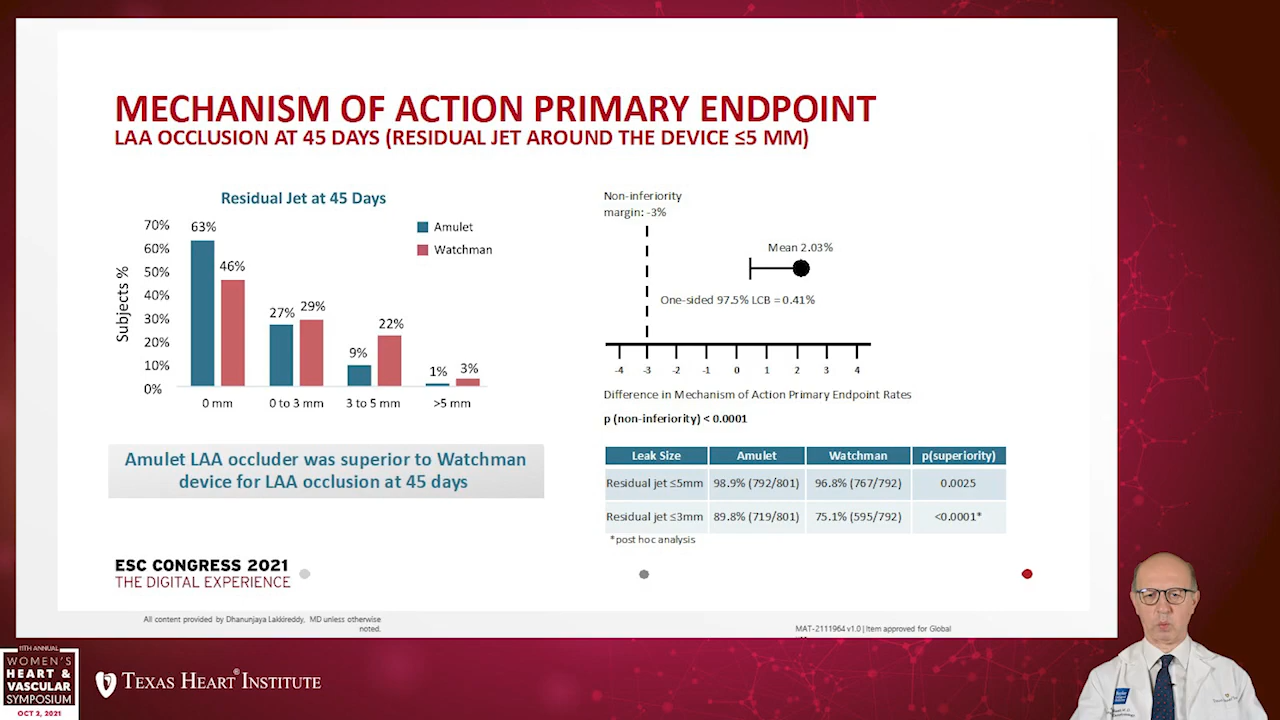 MECHANISM OF ACTION PRIMARY ENDPOINT
LAA OCCLUSION AT 45 DAYS (RESIDUAL JET AROUND THE DEVICE ≤5 MM)
Residual Jet at 45 Days
Amulet
Watchman
Subjects %
70%
60%
50%
40%
30%
20%
10%
0%
63%
46%
27%
29%
9%
22%
1%
3%
0 mm
0 to 3 mm
3 to 5 mm
>5 mm
Amulet LAA occluder was superior to Watchman
device for LAA occlusion at 45 days
Non-inferiority
margin: -3%
Mean 2.03%
One-sided 97.5% LCB = 0.41%
-4 -3 -2 -1 0 1 2 3 4
Difference in Mechanism of Action Primary Endpoint Rates
p (non-inferiority) < 0.0001
Leak Size Amulet Watchman p(superiority)
Residual jet ≤5mm 98.9% (792/801) 96.8% (767/792) 0.0025
Residual jet ≤3mm 89.8% (719/801) 75.1% (595/792) <0.0001*
*post hoc analysis
ESC CONGRESS 2021
THE DIGITAL EXPERIENCE
All content provided by Dhanunjaya Lakkireddy, MD unless otherwise
noted.
MAT-2111964 v1.0 | Item approved for Global
11TH ANNUAL
WOMEN'S
HEART &
VASCULAR
SYMPOSIUM
OCT 2, 2021
TEXAS HEART® INSTITUTE